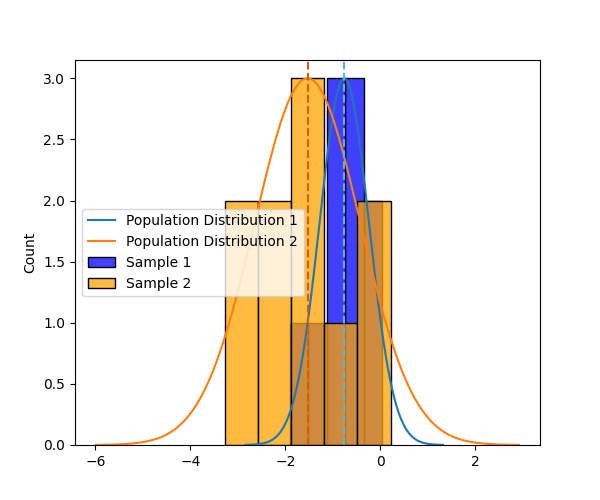 3.0
2.5
2.0
1.5
1.0
0.5
0.0
Count
Population Distribution 1
Population Distribution 2
Sample 1
Sample 2
−6 −4 −2 0 2